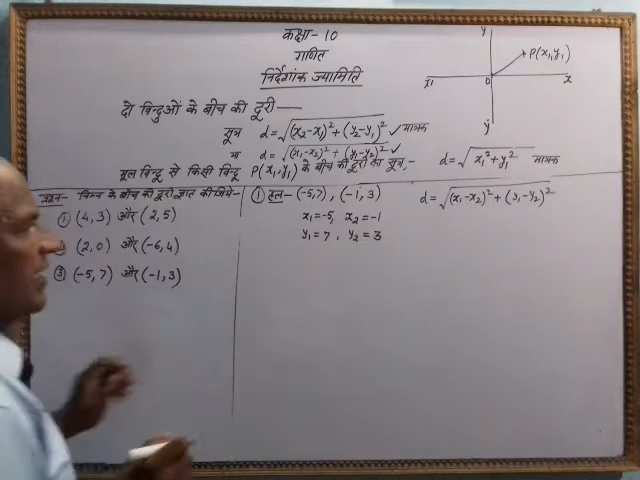 कक्षा- 10
गणित
निर्देशांक ज्यामिति
y
P(x₁,y₁)
x' 0 x
y'
दो बिन्दुओं के बीच की दूरी—
सूत्र d = √(x₂-x₁)² + (y₂-y₁)² ✓ मात्रक
व d = √(x₁-x₂)² + (y₁-y₂)² ✓
मूल बिन्दु से किसी बिन्दु P(x₁,y₁) के बीच की दूरी का सूत्र,- d = √x₁² + y₁² मात्रक
प्रश्न- निम्न के बीच की दूरी ज्ञात कीजिये-
① (4, 3) और (2, 5)
(2, 0) और (-6, 4)
③ (-5, 7) और (-1, 3)
① हल- (-5, 7), (-1, 3)
x₁=-5, x₂=-1
y₁=7, y₂=3
d = √(x₁-x₂)² + (y₁-y₂)²